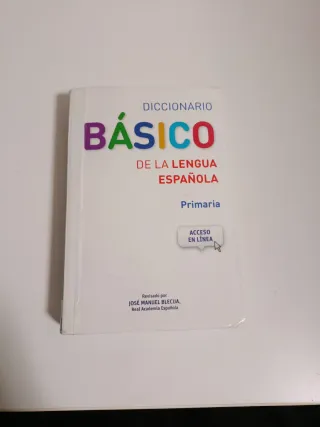 DICCIONARIO
BÁSICO
DE LA LENGUA
ESPAÑOLA
Primaria
ACCESO
EN LÍNEA
Revisado por
JOSÉ MANUEL BLECUA,
Real Academia Española